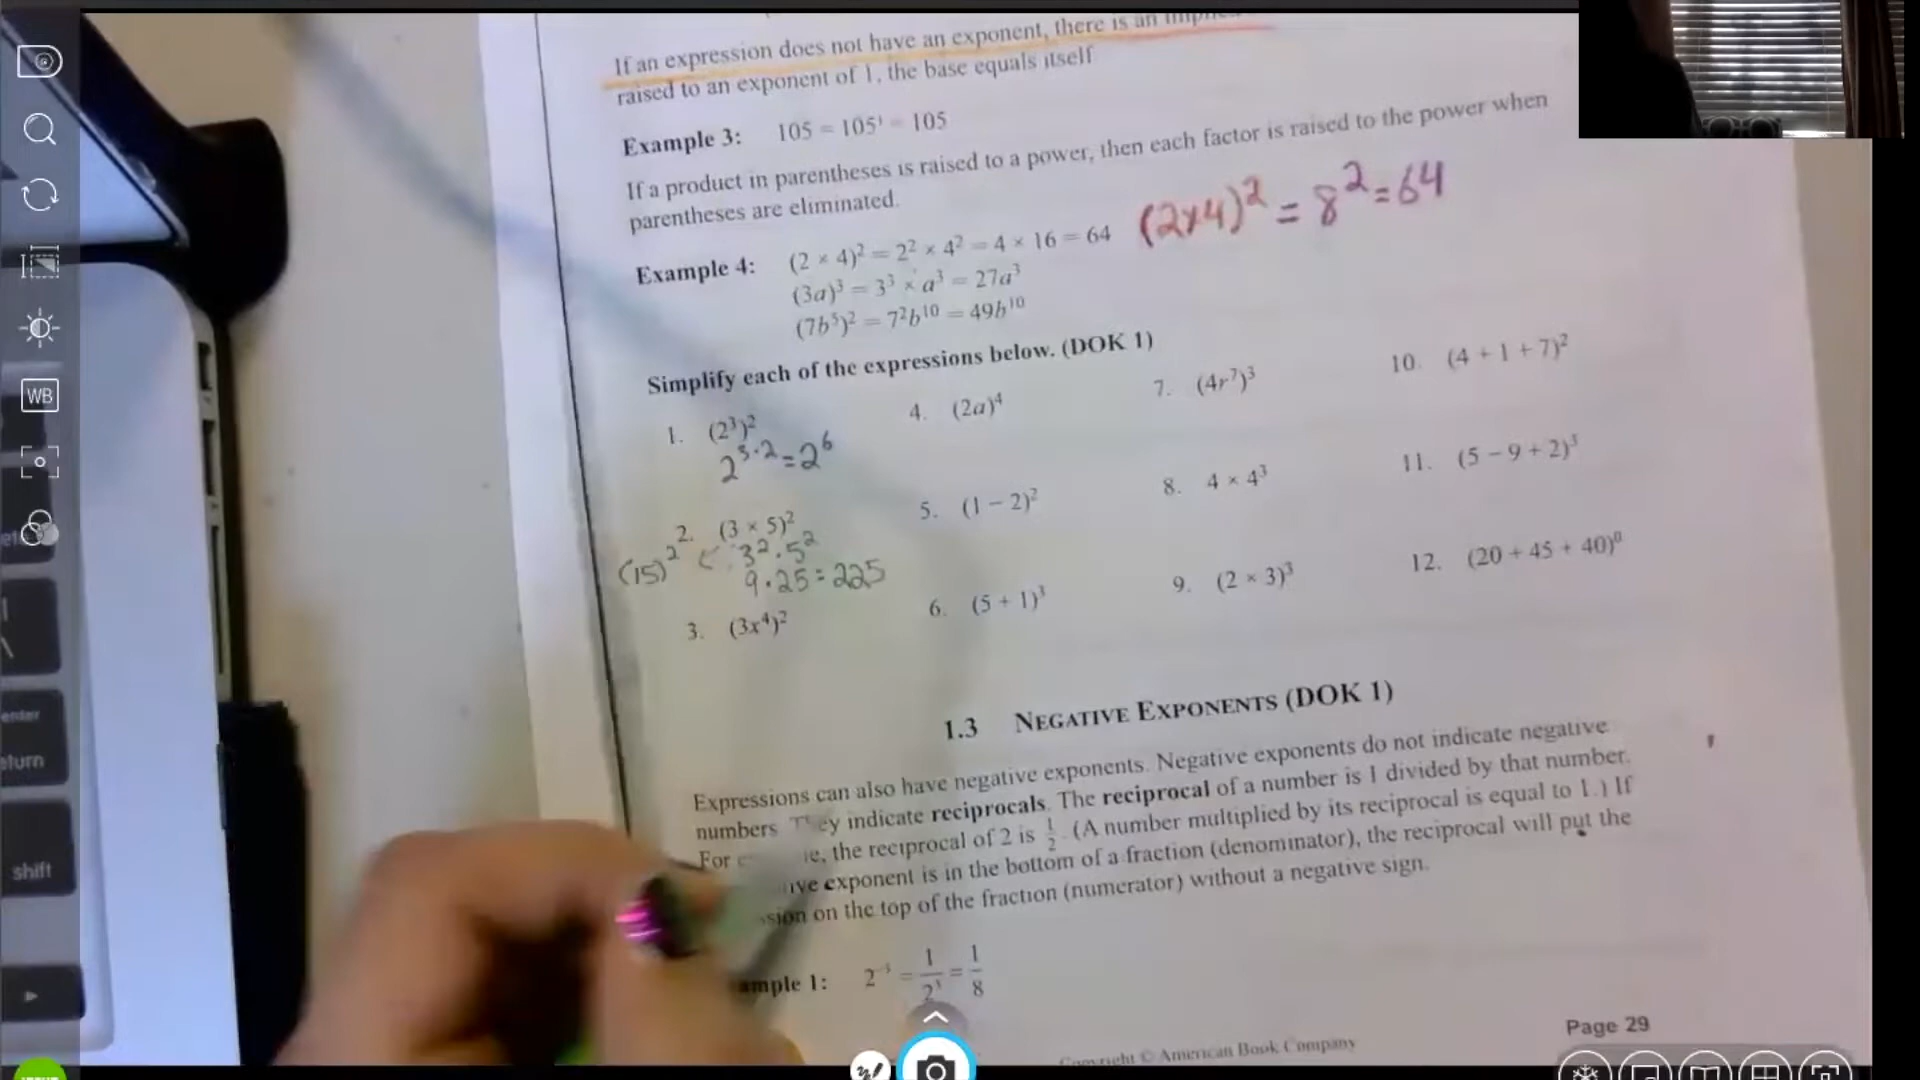 If an expression does not have an exponent, there is an
raised to an exponent of 1, the base equals itself
Example 3: 105 = 105¹ = 105
If a product in parentheses is raised to a power, then each factor is raised to the power when
parentheses are eliminated.
Example 4: (2 × 4)² = 2² × 4² = 4 × 16 = 64 (2×4)² = 8² = 64
(3a)³ = 3³ × a³ = 27a³
(7b⁵)² = 7²b¹⁰ = 49b¹⁰
Simplify each of the expressions below. (DOK 1)
1. (2³)² 4. (2a)⁴ 7. (4r⁷)³ 10. (4 + 1 + 7)²
2³·² = 2⁶
2. (3 × 5)² 5. (1 − 2)² 8. 4 × 4³ 11. (5 − 9 + 2)³
(15)² 3² · 5²
9 · 25 = 225
3. (3x⁴)² 6. (5 + 1)³ 9. (2 × 3)³ 12. (20 + 45 + 40)⁰
1.3 NEGATIVE EXPONENTS (DOK 1)
Expressions can also have negative exponents. Negative exponents do not indicate negative
numbers. They indicate reciprocals. The reciprocal of a number is 1 divided by that number.
For the reciprocal of 2 is 1/2. (A number multiplied by its reciprocal is equal to 1.) If
exponent is in the bottom of a fraction (denominator), the reciprocal will put the
on the top of the fraction (numerator) without a negative sign.
ample 1: 2⁻³ = 1/2³ = 1/8
Page 29
Copyright © American Book Company
WB
enter
return
shift